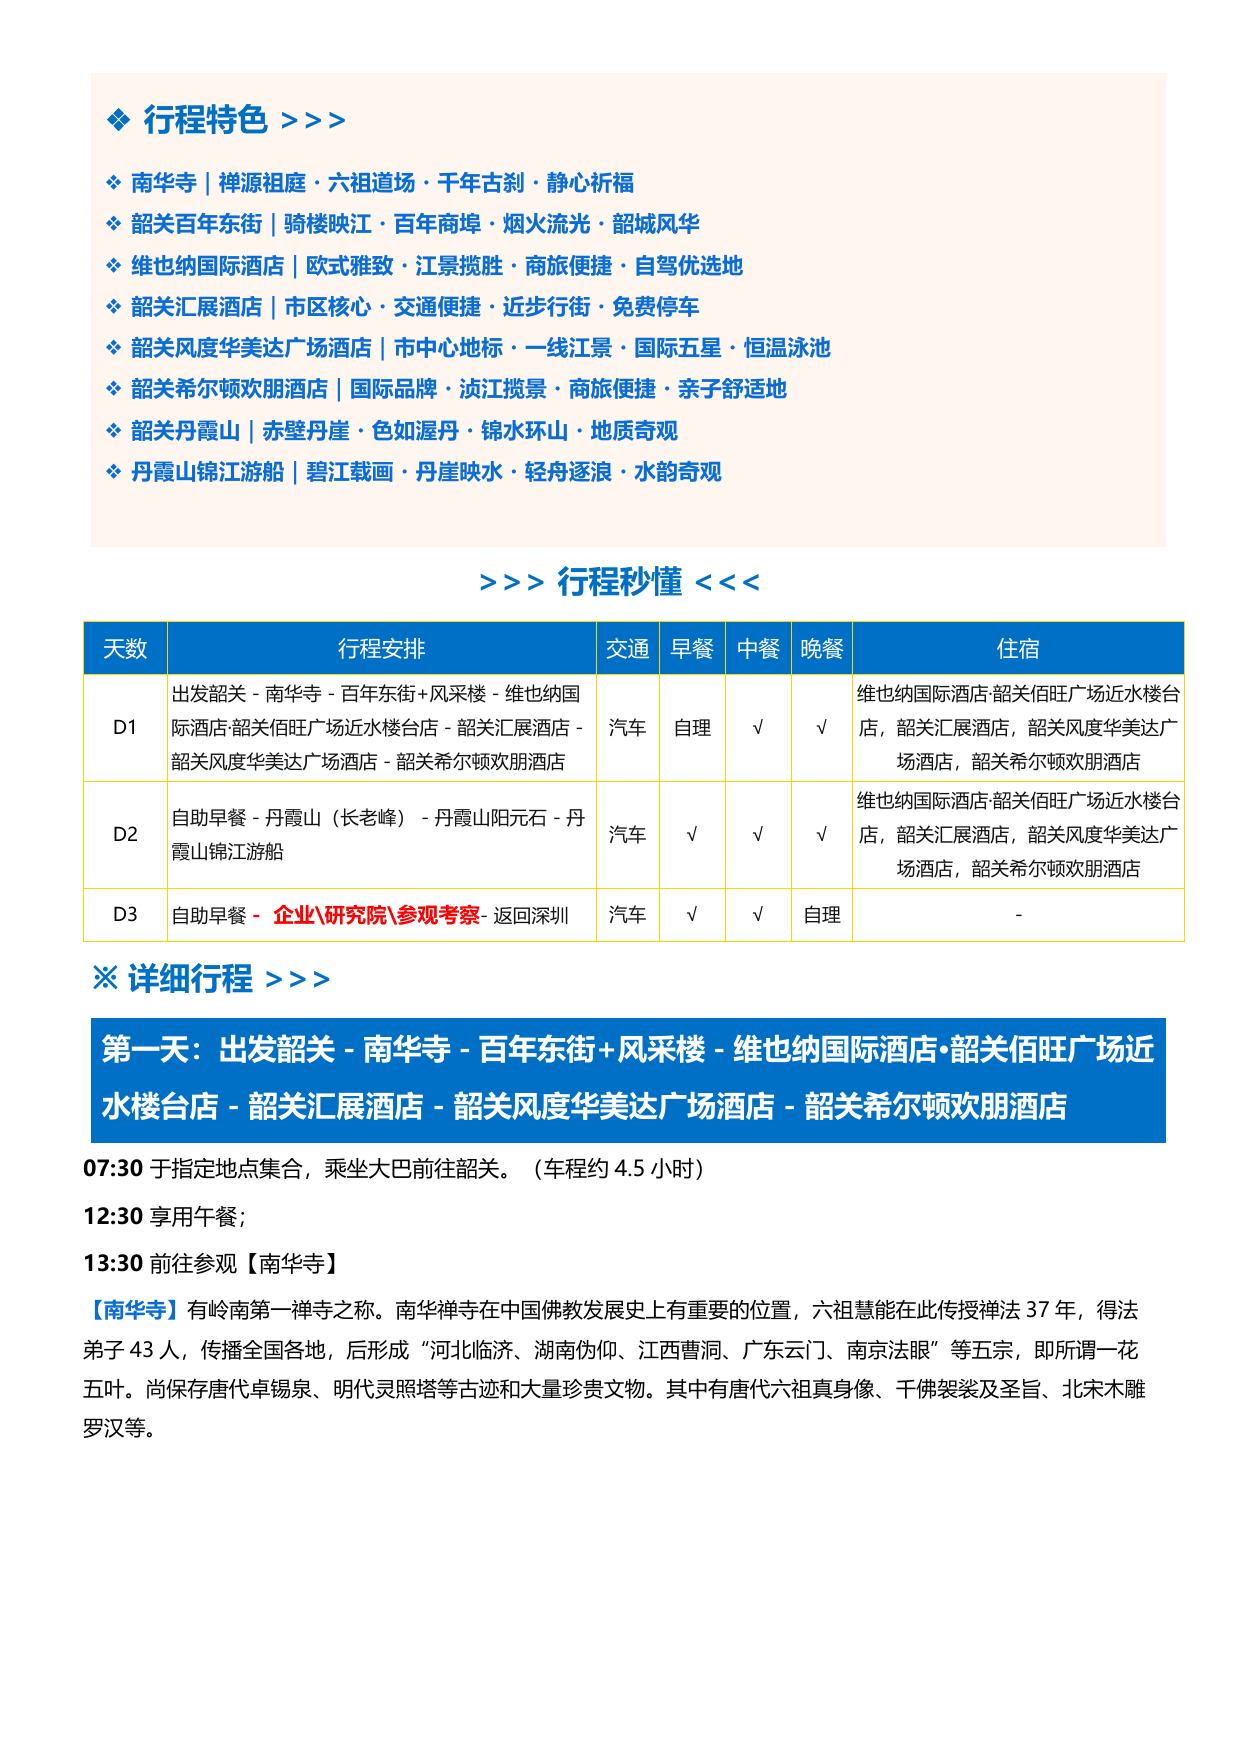 ❖ 行程特色 >>>
❖ 南华寺 | 禅源祖庭 · 六祖道场 · 千年古刹 · 静心祈福
❖ 韶关百年东街 | 骑楼映江 · 百年商埠 · 烟火流光 · 韶城风华
❖ 维也纳国际酒店 | 欧式雅致 · 江景揽胜 · 商旅便捷 · 自驾优选地
❖ 韶关汇展酒店 | 市区核心 · 交通便捷 · 近步行街 · 免费停车
❖ 韶关风度华美达广场酒店 | 市中心地标 · 一线江景 · 国际五星 · 恒温泳池
❖ 韶关希尔顿欢朋酒店 | 国际品牌 · 浈江揽景 · 商旅便捷 · 亲子舒适地
❖ 韶关丹霞山 | 赤壁丹崖 · 色如渥丹 · 锦水环山 · 地质奇观
❖ 丹霞山锦江游船 | 碧江载画 · 丹崖映水 · 轻舟逐浪 · 水韵奇观
>>> 行程秒懂 <<<
天数 行程安排 交通 早餐 中餐 晚餐 住宿
D1 出发韶关 - 南华寺 - 百年东街+风采楼 - 维也纳国
际酒店·韶关佰旺广场近水楼台店 - 韶关汇展酒店 -
韶关风度华美达广场酒店 - 韶关希尔顿欢朋酒店
汽车 自理 √ √
维也纳国际酒店·韶关佰旺广场近水楼台
店，韶关汇展酒店，韶关风度华美达广
场酒店，韶关希尔顿欢朋酒店
D2 自助早餐 - 丹霞山（长老峰） - 丹霞山阳元石 - 丹
霞山锦江游船
汽车 √ √ √
维也纳国际酒店·韶关佰旺广场近水楼台
店，韶关汇展酒店，韶关风度华美达广
场酒店，韶关希尔顿欢朋酒店
D3 自助早餐 - 企业\研究院\参观考察- 返回深圳 汽车 √ √ 自理 -
※ 详细行程 >>>
第一天：出发韶关 - 南华寺 - 百年东街+风采楼 - 维也纳国际酒店•韶关佰旺广场近
水楼台店 - 韶关汇展酒店 - 韶关风度华美达广场酒店 - 韶关希尔顿欢朋酒店
07:30 于指定地点集合，乘坐大巴前往韶关。（车程约 4.5 小时）
12:30 享用午餐；
13:30 前往参观【南华寺】
【南华寺】有岭南第一禅寺之称。南华禅寺在中国佛教发展史上有重要的位置，六祖慧能在此传授禅法 37 年，得法
弟子 43 人，传播全国各地，后形成“河北临济、湖南伪仰、江西曹洞、广东云门、南京法眼”等五宗，即所谓一花
五叶。尚保存唐代卓锡泉、明代灵照塔等古迹和大量珍贵文物。其中有唐代六祖真身像、千佛袈裟及圣旨、北宋木雕
罗汉等。